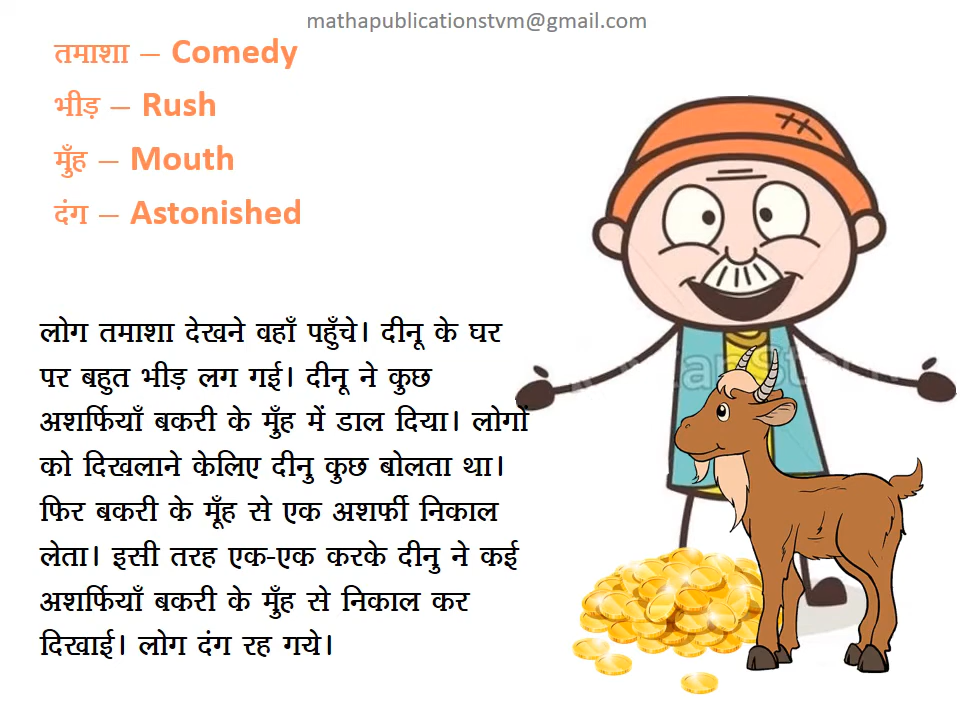 mathapublicationstvm@gmail.com
तमाशा – Comedy
भीड़ – Rush
मुँह – Mouth
दंग – Astonished
लोग तमाशा देखने वहाँ पहुँचे। दीनू के घर
पर बहुत भीड़ लग गई। दीनू ने कुछ
अशर्फियाँ बकरी के मुँह में डाल दिया। लोगों
को दिखलाने केलिए दीनु कुछ बोलता था।
फिर बकरी के मूँह से एक अशर्फी निकाल
लेता। इसी तरह एक-एक करके दीनु ने कई
अशर्फियाँ बकरी के मुँह से निकाल कर
दिखाई। लोग दंग रह गये।